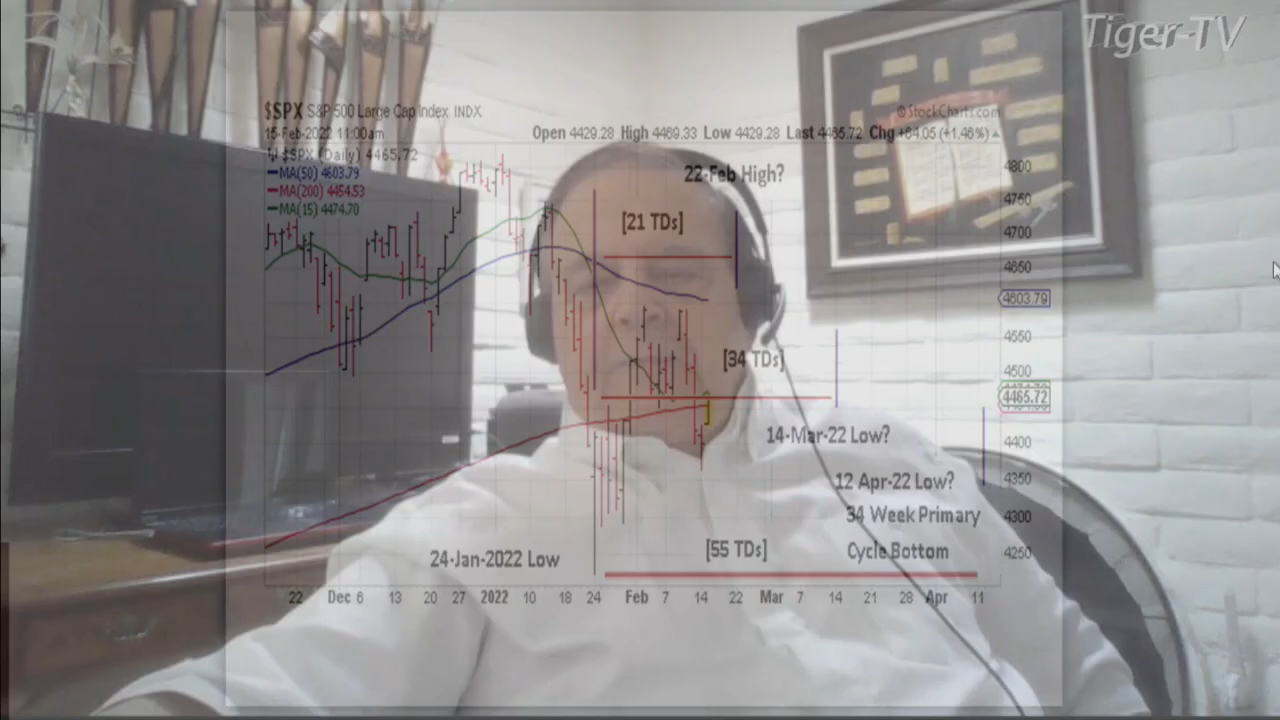 Tiger-TV
$SPX S&P 500 Large Cap Index INDX
© StockCharts.com
15-Feb-2022 11:00am
Open 4429.28 High 4469.33 Low 4429.28 Last 4465.72 Chg +64.05 (+1.46%)
$SPX (Daily) 4465.72
MA(50) 4603.79
MA(200) 4454.53
MA(15) 4474.70
22-Feb High?
[21 TDs]
[34 TDs]
14-Mar-22 Low?
12 Apr-22 Low?
34 Week Primary
Cycle Bottom
24-Jan-2022 Low
[55 TDs]
4800
4750
4700
4650
4603.79
4550
4500
4465.72
4400
4350
4300
4250
22 Dec 6 13 20 27 2022 10 18 24 Feb 7 14 22 Mar 7 14 21 28 Apr 11